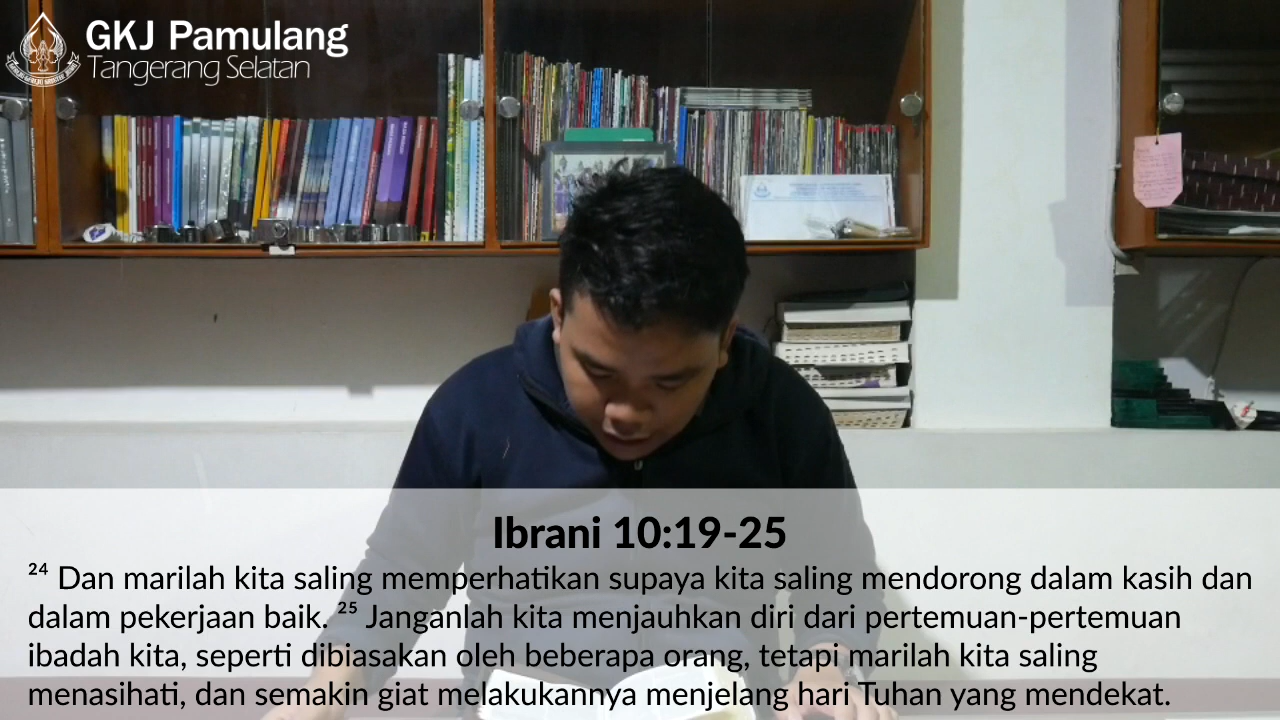 GKJ Pamulang
Tangerang Selatan
Ibrani 10:19-25
²⁴ Dan marilah kita saling memperhatikan supaya kita saling mendorong dalam kasih dan
dalam pekerjaan baik. ²⁵ Janganlah kita menjauhkan diri dari pertemuan-pertemuan
ibadah kita, seperti dibiasakan oleh beberapa orang, tetapi marilah kita saling
menasihati, dan semakin giat melakukannya menjelang hari Tuhan yang mendekat.